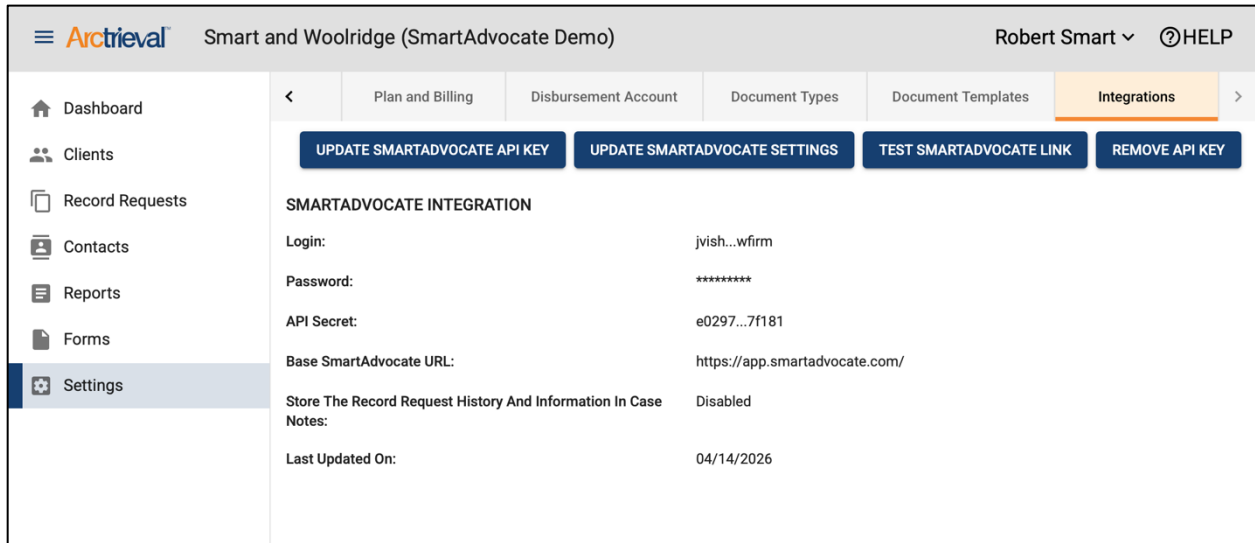 Arctrieval™ Smart and Woolridge (SmartAdvocate Demo) Robert Smart HELP
Dashboard
Clients
Record Requests
Contacts
Reports
Forms
Settings
Plan and Billing Disbursement Account Document Types Document Templates Integrations
UPDATE SMARTADVOCATE API KEY UPDATE SMARTADVOCATE SETTINGS TEST SMARTADVOCATE LINK REMOVE API KEY
SMARTADVOCATE INTEGRATION
Login: jvish...wfirm
Password: *********
API Secret: e0297...7f181
Base SmartAdvocate URL: https://app.smartadvocate.com/
Store The Record Request History And Information In Case Disabled
Notes:
Last Updated On: 04/14/2026